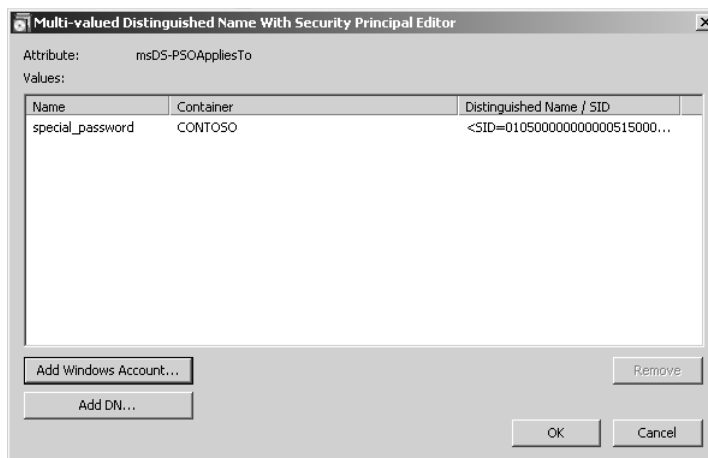 Multi-valued Distinguished Name With Security Principal Editor
Attribute: msDS-PSOAppliesTo
Values:
Name Container Distinguished Name / SID
special_password CONTOSO <SID=010500000000000515000...
Add Windows Account... Remove
Add DN...
OK Cancel